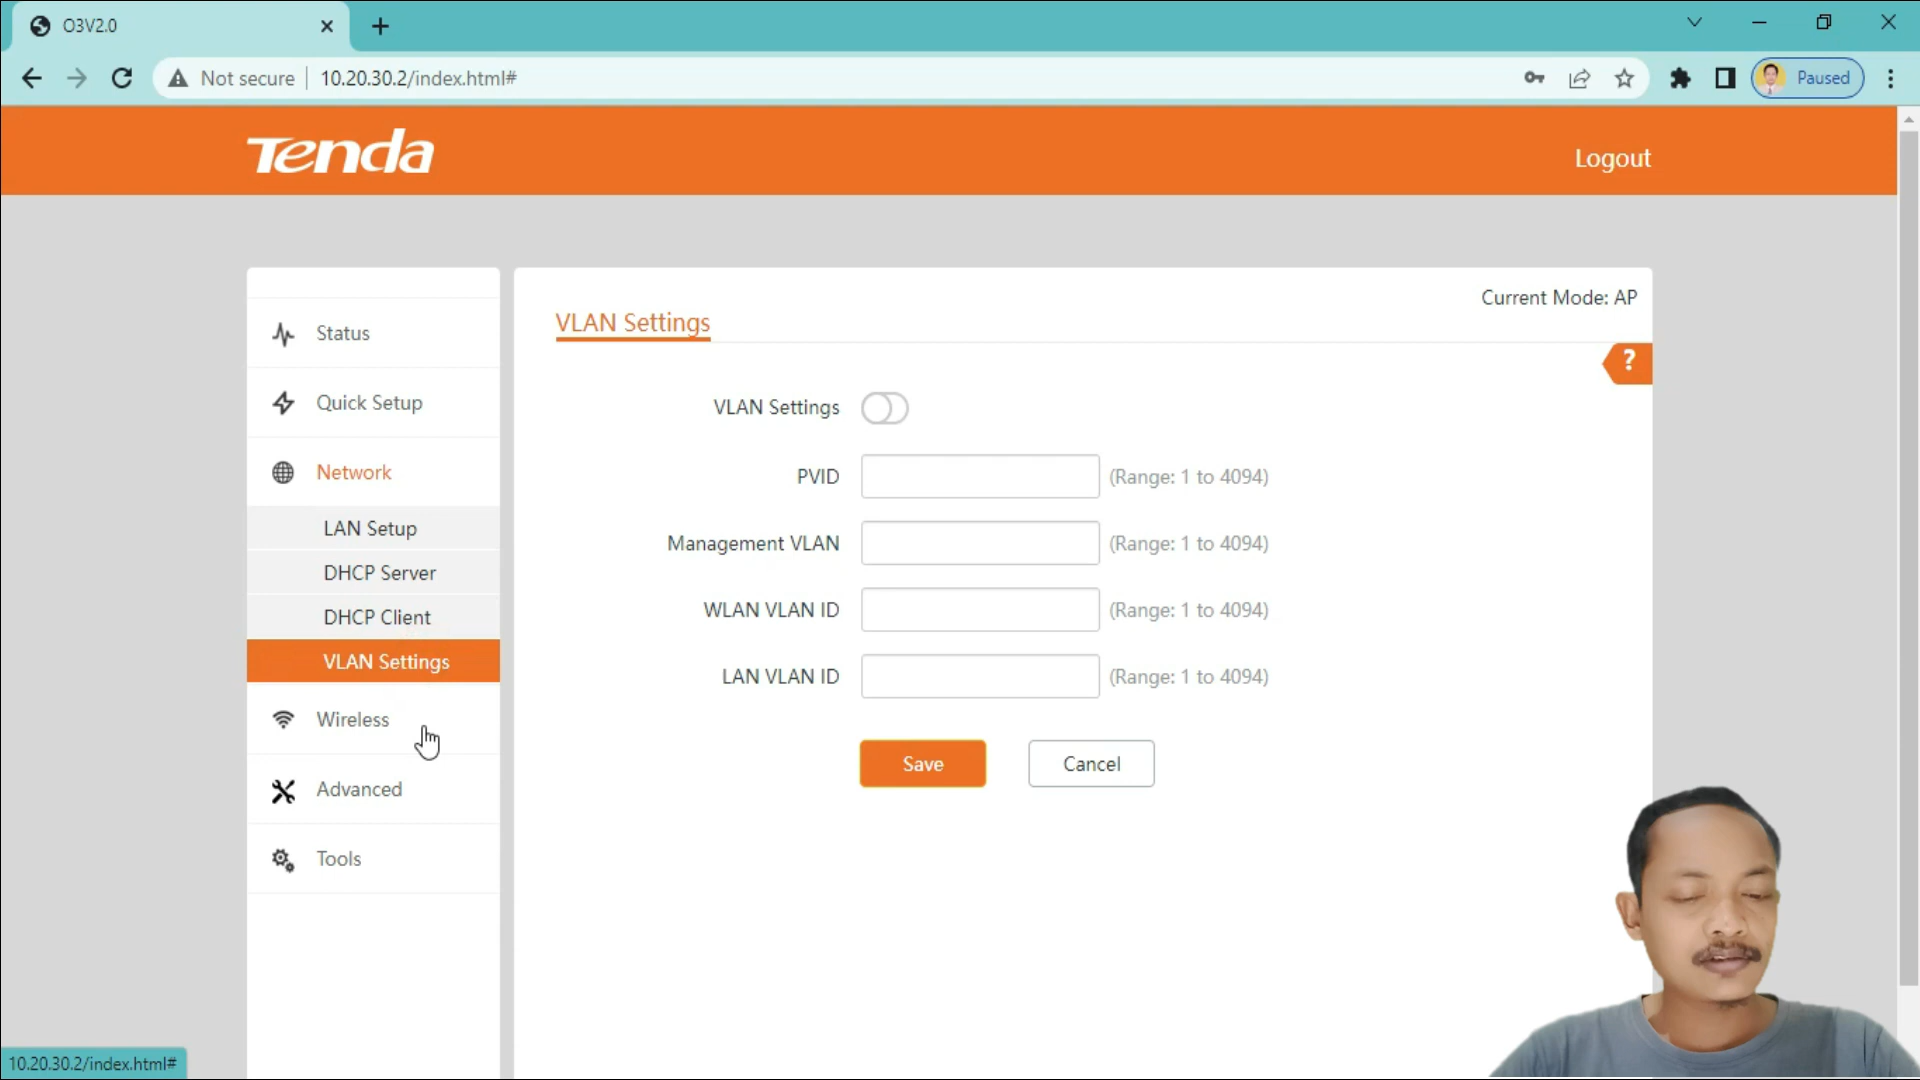 O3V2.0
Not secure
10.20.30.2/index.html#
Paused
Tenda
Logout
Current Mode: AP
VLAN Settings
Status
Quick Setup
Network
LAN Setup
DHCP Server
DHCP Client
VLAN Settings
Wireless
Advanced
Tools
?
VLAN Settings
PVID (Range: 1 to 4094)
Management VLAN (Range: 1 to 4094)
WLAN VLAN ID (Range: 1 to 4094)
LAN VLAN ID (Range: 1 to 4094)
Save Cancel
10.20.30.2/index.html#